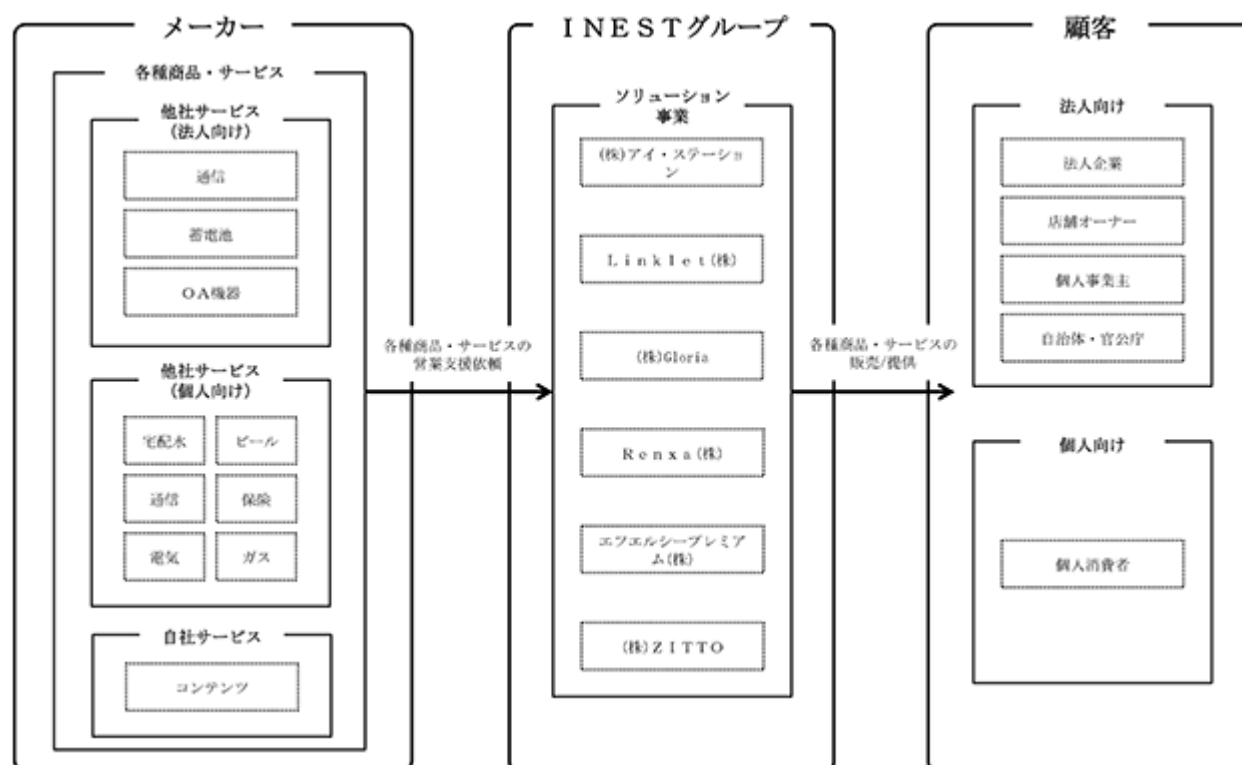 メーカー
各種商品・サービス
他社サービス
(法人向け)
通信
蓄電池
OA機器
他社サービス
(個人向け)
宅配水
ビール
通信
保険
電気
ガス
自社サービス
コンテンツ
各種商品・サービスの
営業支援依頼
INESTグループ
ソリューション
事業
(株)アイ・ステーショ
ン
Linklet(株)
(株)Gloria
Renxa(株)
エフエルシープレミア
ム(株)
(株)ZITTO
各種商品・サービスの
販売/提供
顧客
法人向け
法人企業
店舗オーナー
個人事業主
自治体・官公庁
個人向け
個人消費者